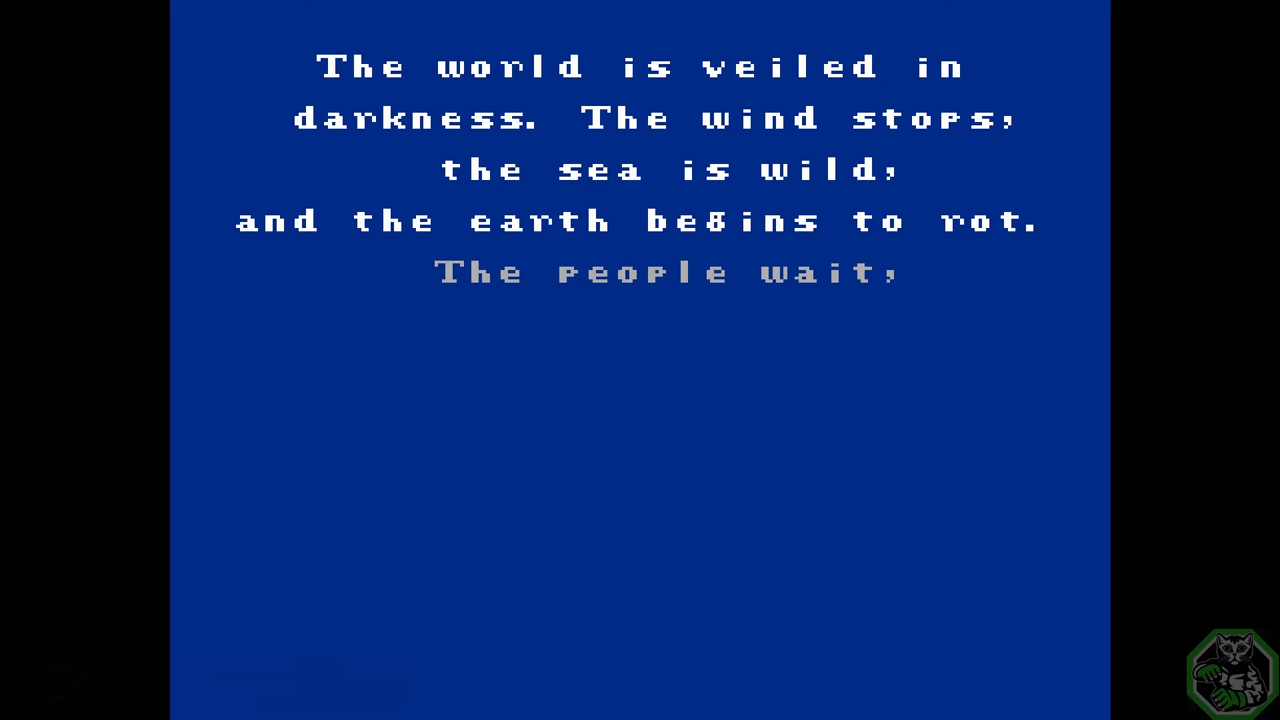 The world is veiled in
darkness. The wind stops,
the sea is wild,
and the earth begins to rot.
The people wait,